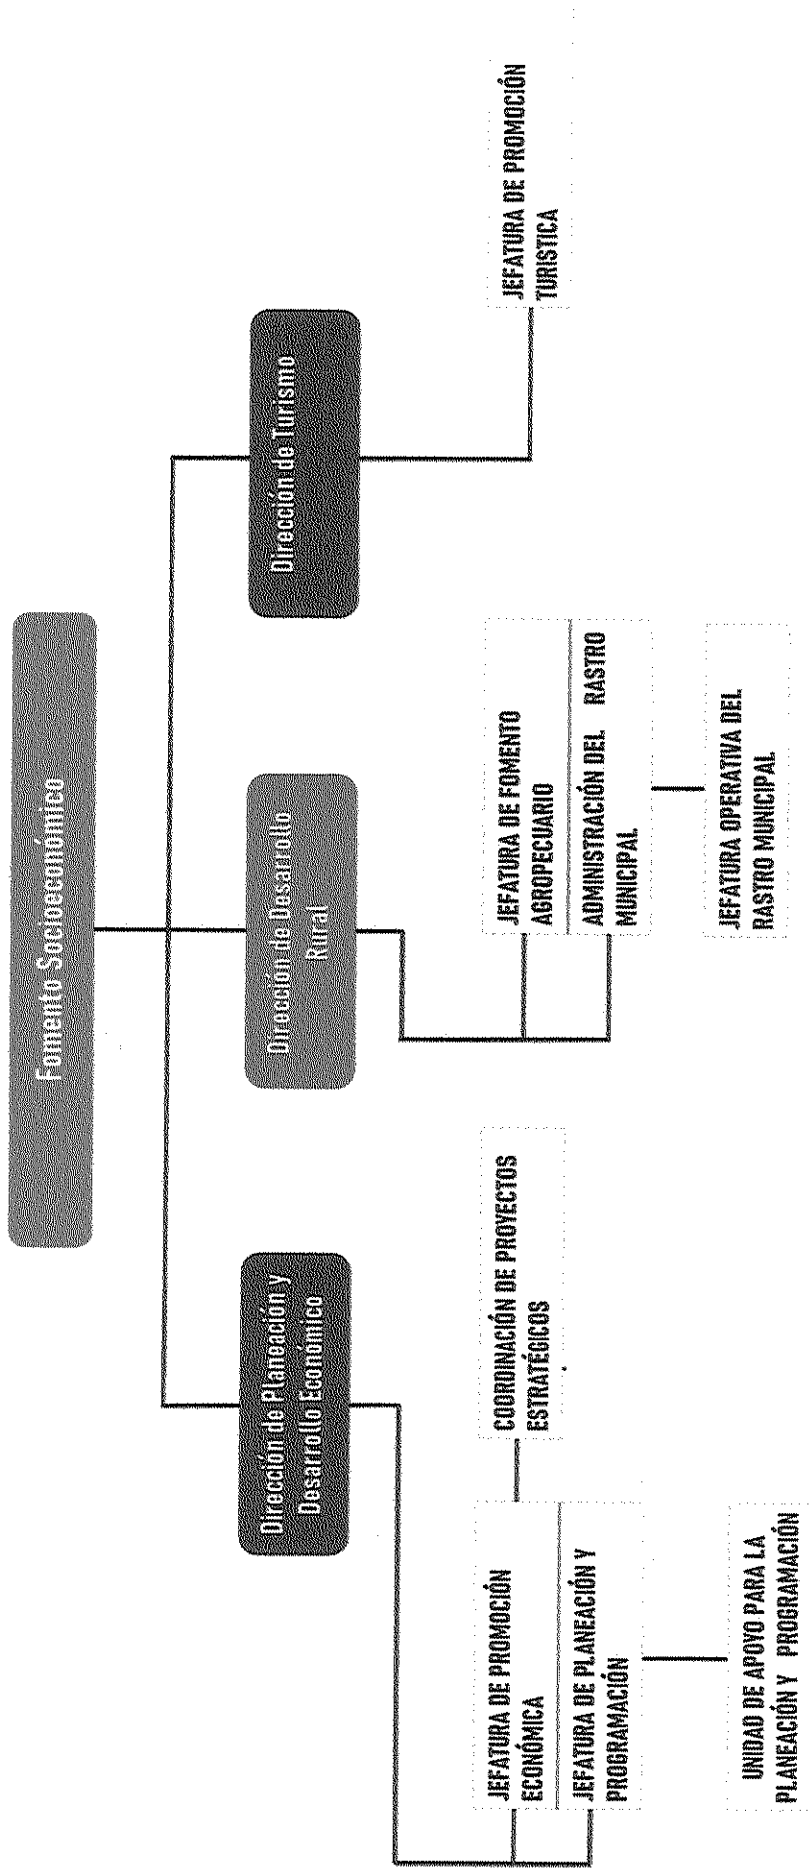 Fomento Socioeconómico
Dirección de Planeación y
Desarrollo Económico
Dirección de Desarrollo
Rural
Dirección de Turismo
JEFATURA DE PROMOCIÓN
ECONÓMICA
JEFATURA DE PLANEACIÓN Y
PROGRAMACIÓN
COORDINACIÓN DE PROYECTOS
ESTRATÉGICOS
UNIDAD DE APOYO PARA LA
PLANEACIÓN Y PROGRAMACIÓN
JEFATURA DE FOMENTO
AGROPECUARIO
ADMINISTRACIÓN DEL RASTRO
MUNICIPAL
JEFATURA OPERATIVA DEL
RASTRO MUNICIPAL
JEFATURA DE PROMOCIÓN
TURISTICA